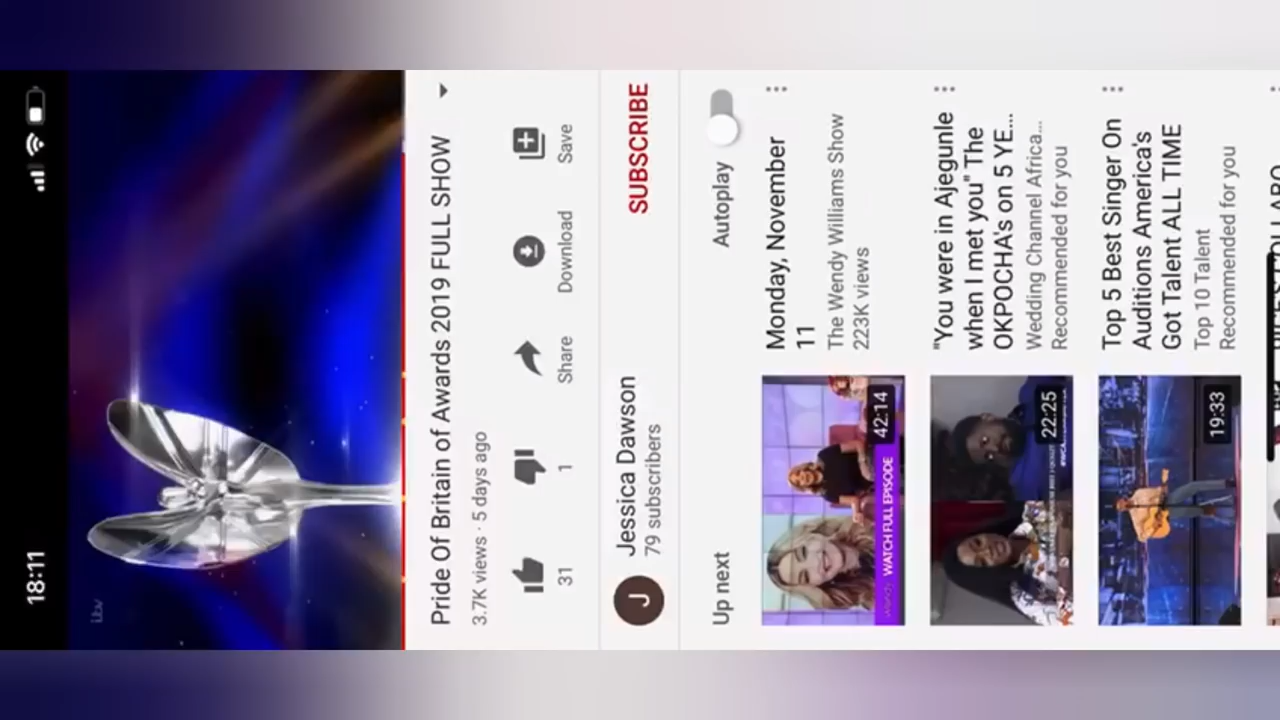 18:11
itv
Pride Of Britain of Awards 2019 FULL SHOW
3.7K views · 5 days ago
31
1
Share
Download
Save
J
Jessica Dawson
79 subscribers
SUBSCRIBE
Up next
Autoplay
WATCH FULL EPISODE
42:14
Monday, November
11
The Wendy Williams Show
223K views
22:25
"You were in Ajegunle
when I met you" The
OKPOCHA's on 5 YE...
Wedding Channel Africa...
Recommended for you
19:33
Top 5 Best Singer On
Auditions America's
Got Talent ALL TIME
Top 10 Talent
Recommended for you